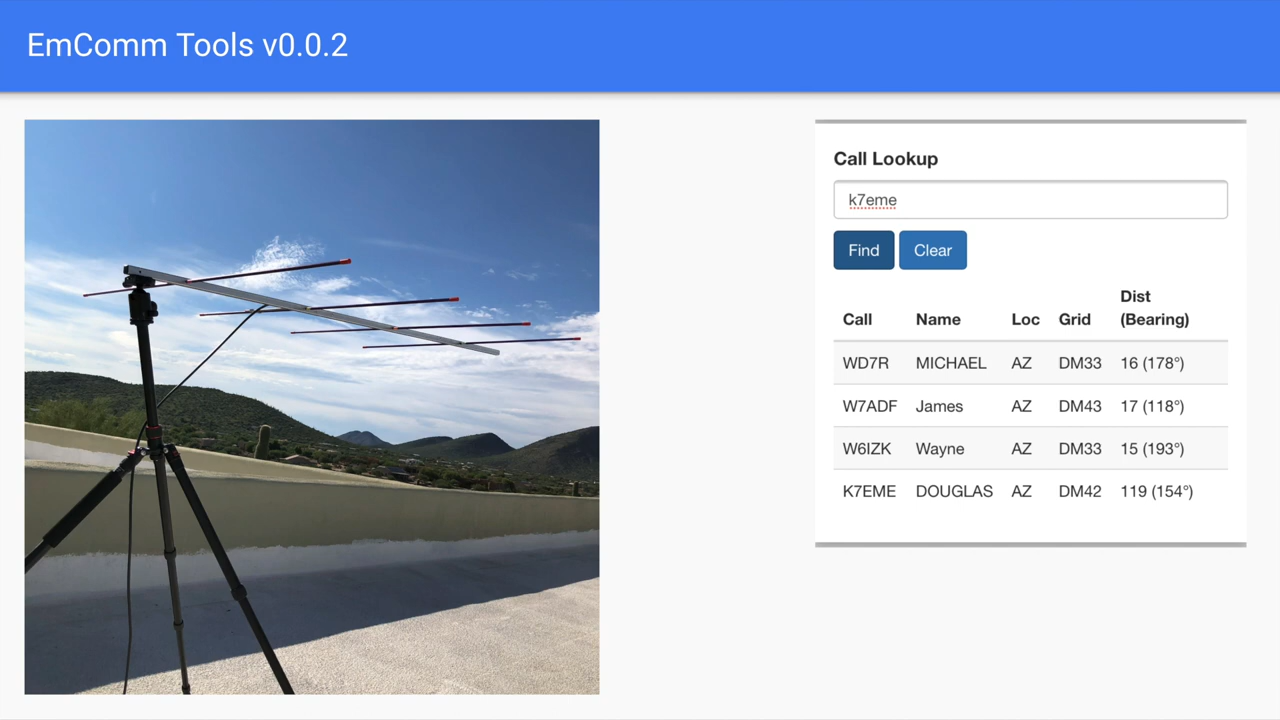 EmComm Tools v0.0.2
Call Lookup
k7eme
Find Clear
Call Name Loc Grid Dist (Bearing)
WD7R MICHAEL AZ DM33 16 (178°)
W7ADF James AZ DM43 17 (118°)
W6IZK Wayne AZ DM33 15 (193°)
K7EME DOUGLAS AZ DM42 119 (154°)